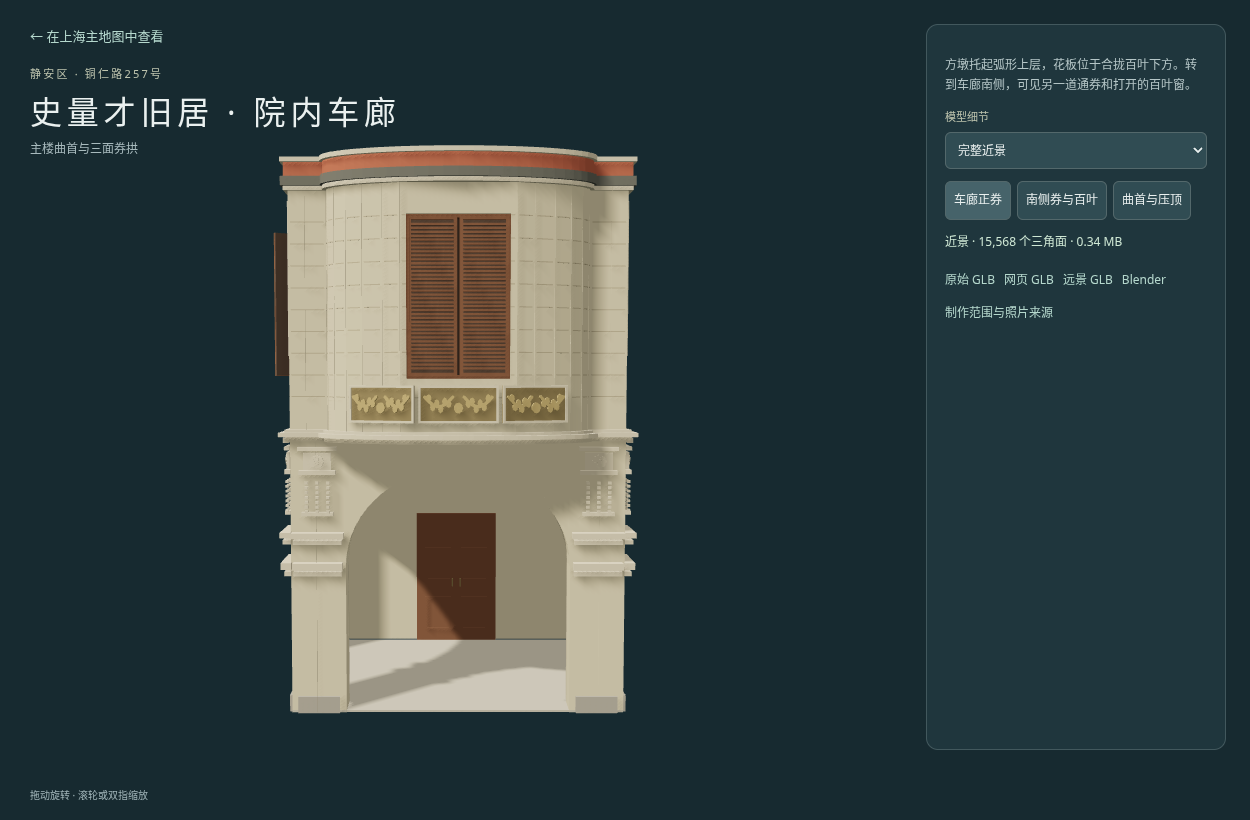 ← 在上海主地图中查看
静安区 · 铜仁路257号
史量才旧居 · 院内车廊
主楼曲首与三面券拱
方墩托起弧形上层，花板位于合拢百叶下方。转
到车廊南侧，可见另一道通券和打开的百叶窗。
模型细节
完整近景
车廊正券 南侧券与百叶 曲首与压顶
近景 · 15,568 个三角面 · 0.34 MB
原始 GLB 网页 GLB 远景 GLB Blender
制作范围与照片来源
拖动旋转 · 滚轮或双指缩放